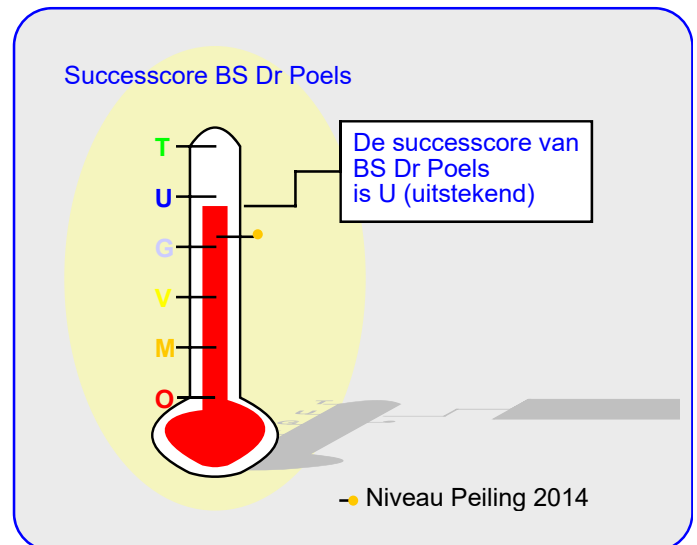 Successcore BS Dr Poels
De successcore van
BS Dr Poels
is U (uitstekend)
T
U
G
V
M
O
T
U
G
Niveau Peiling 2014